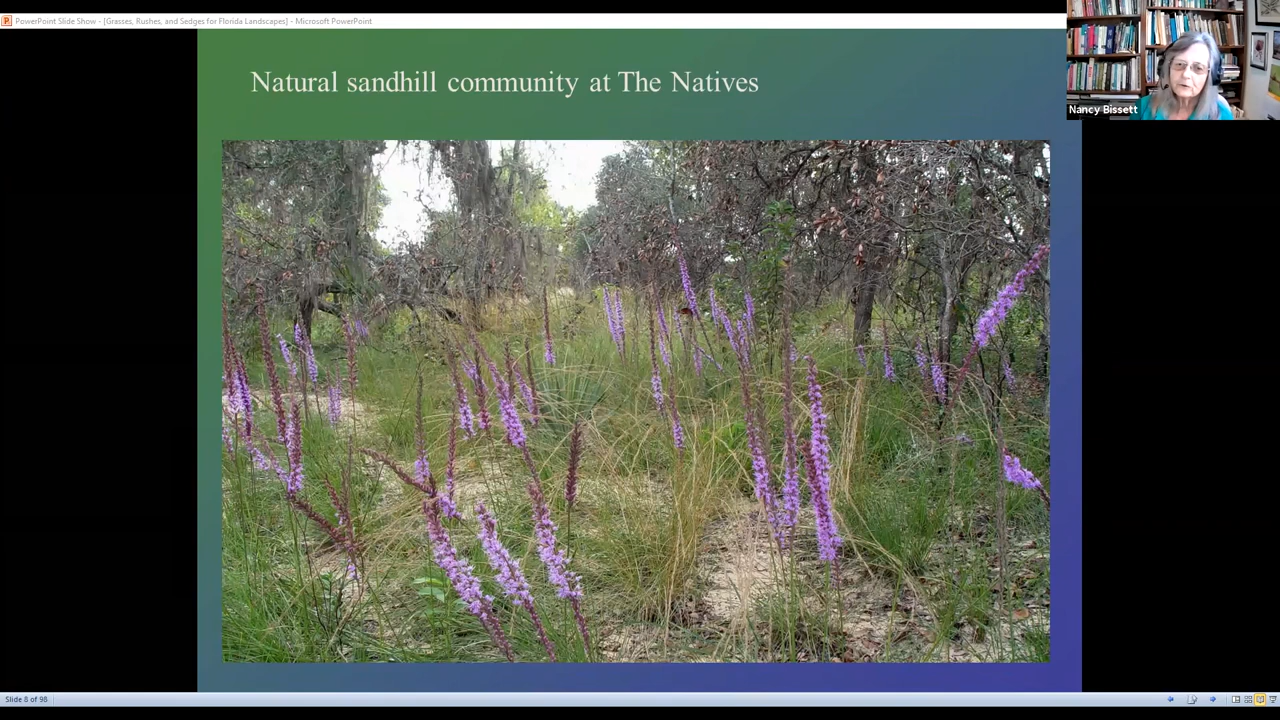 PowerPoint Slide Show - [Grasses, Rushes, and Sedges for Florida Landscapes] - Microsoft PowerPoint
Natural sandhill community at The Natives
Nancy Bissett
Slide 8 of 98